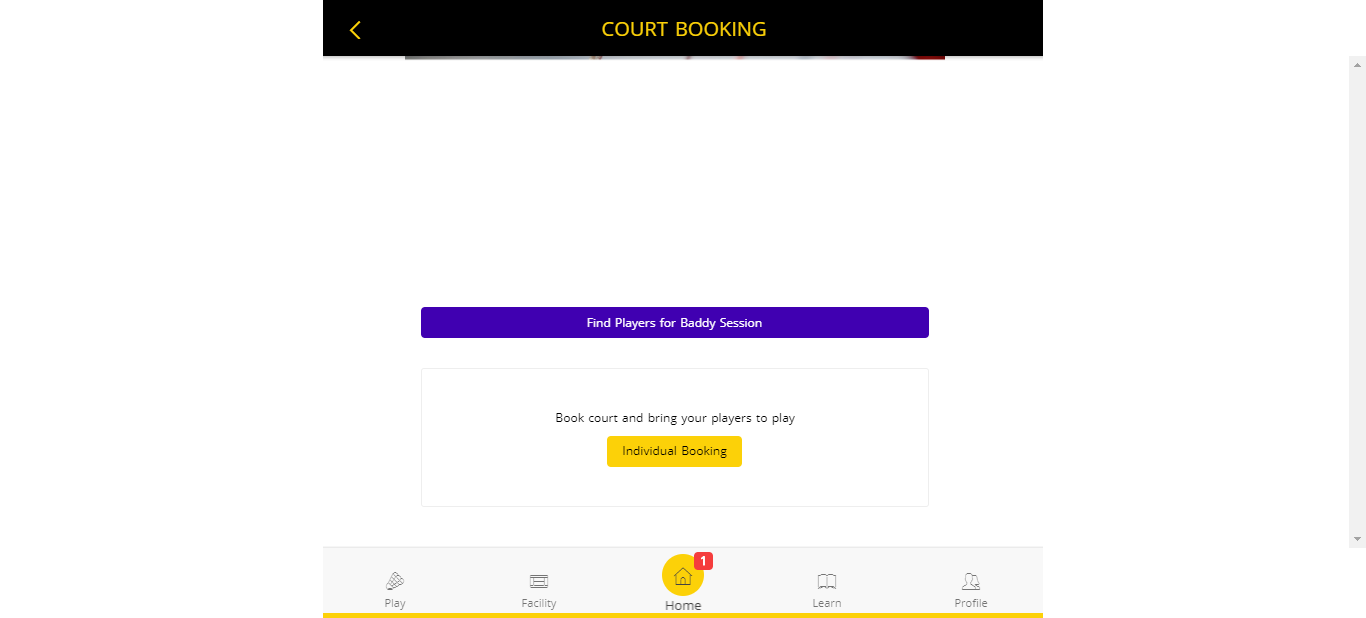 COURT BOOKING
Find Players for Baddy Session
Book court and bring your players to play
Individual Booking
1
Play
Facility
Home
Learn
Profile